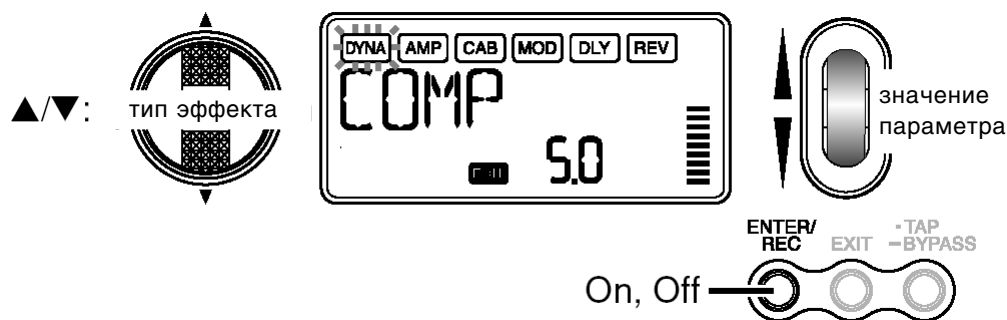 DYNA AMP CAB MOD DLY REV
COMP
5.0
▲/▼: тип эффекта
значение
параметра
ENTER/
REC
EXIT
-TAP
-BYPASS
On, Off